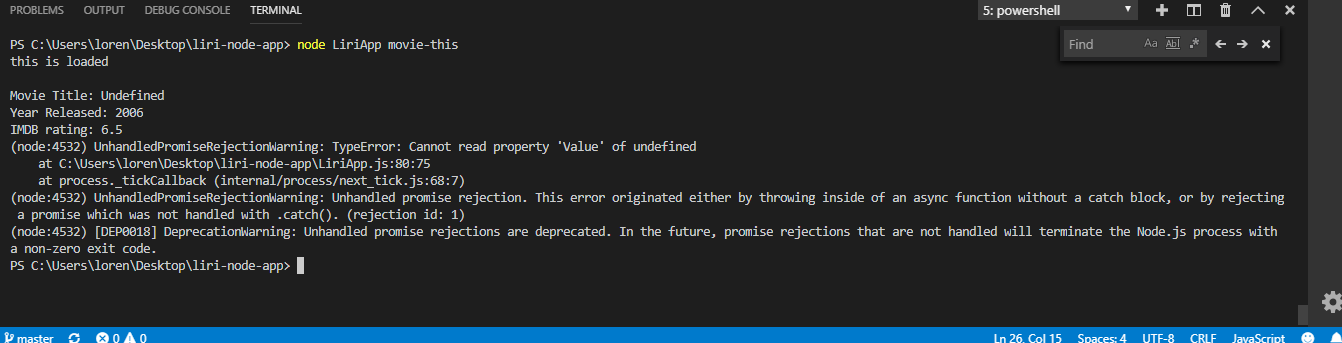 PROBLEMS OUTPUT DEBUG CONSOLE TERMINAL 5: powershell
Find Aa Abl .*
PS C:\Users\loren\Desktop\liri-node-app> node LiriApp movie-this
this is loaded
Movie Title: Undefined
Year Released: 2006
IMDB rating: 6.5
(node:4532) UnhandledPromiseRejectionWarning: TypeError: Cannot read property 'Value' of undefined
at C:\Users\loren\Desktop\liri-node-app\LiriApp.js:80:75
at process._tickCallback (internal/process/next_tick.js:68:7)
(node:4532) UnhandledPromiseRejectionWarning: Unhandled promise rejection. This error originated either by throwing inside of an async function without a catch block, or by rejecting
a promise which was not handled with .catch(). (rejection id: 1)
(node:4532) [DEP0018] DeprecationWarning: Unhandled promise rejections are deprecated. In the future, promise rejections that are not handled will terminate the Node.js process with
a non-zero exit code.
PS C:\Users\loren\Desktop\liri-node-app>
master 0 0 Ln 26, Col 15 Spaces: 4 UTF-8 CRLF JavaScript